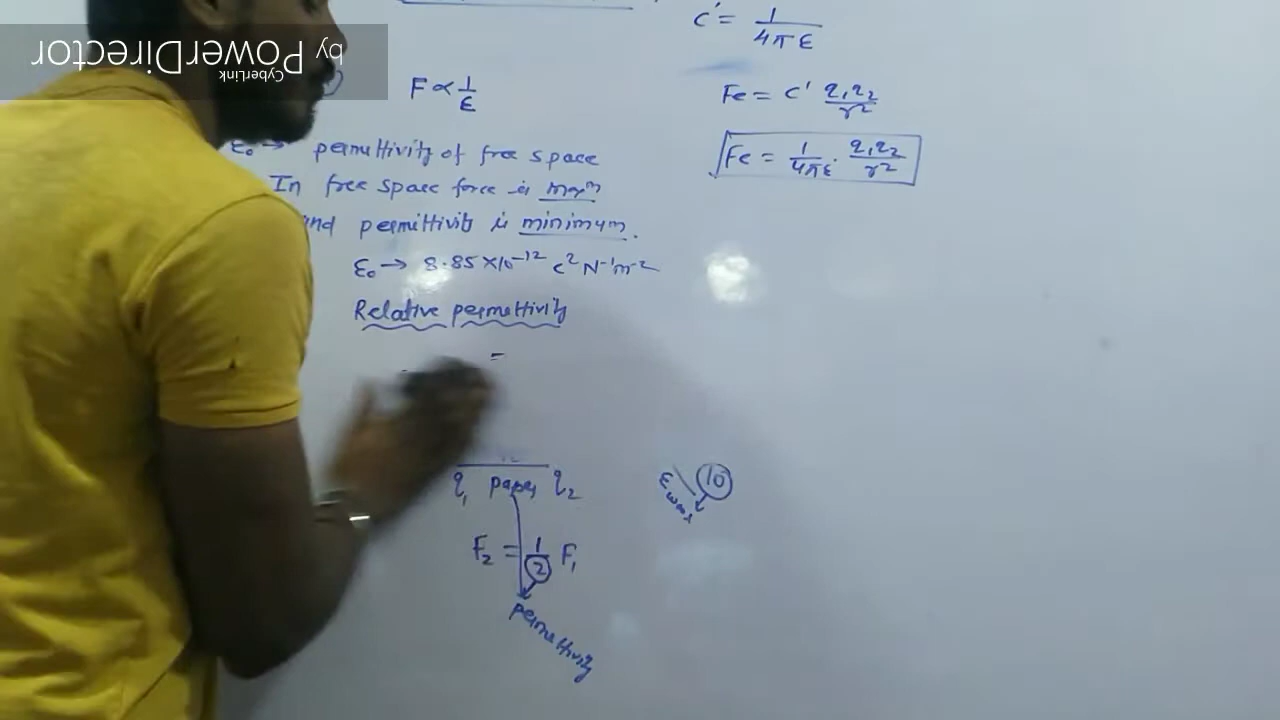 by PowerDirector
CyberLink
F ∝ 1/ε
ε₀ → permittivity of free space
In free space force is maxm
and permittivity is minimum.
ε₀ → 8.85 × 10⁻¹² C² N⁻¹ m⁻²
Relative permittivity
=
q₁ paper q₂
F₂ = 1/2 F₁
permittivity
10
C' = 1/4πε
Fe = C' q₁q₂/r²
Fe = 1/4πε · q₁q₂/r²